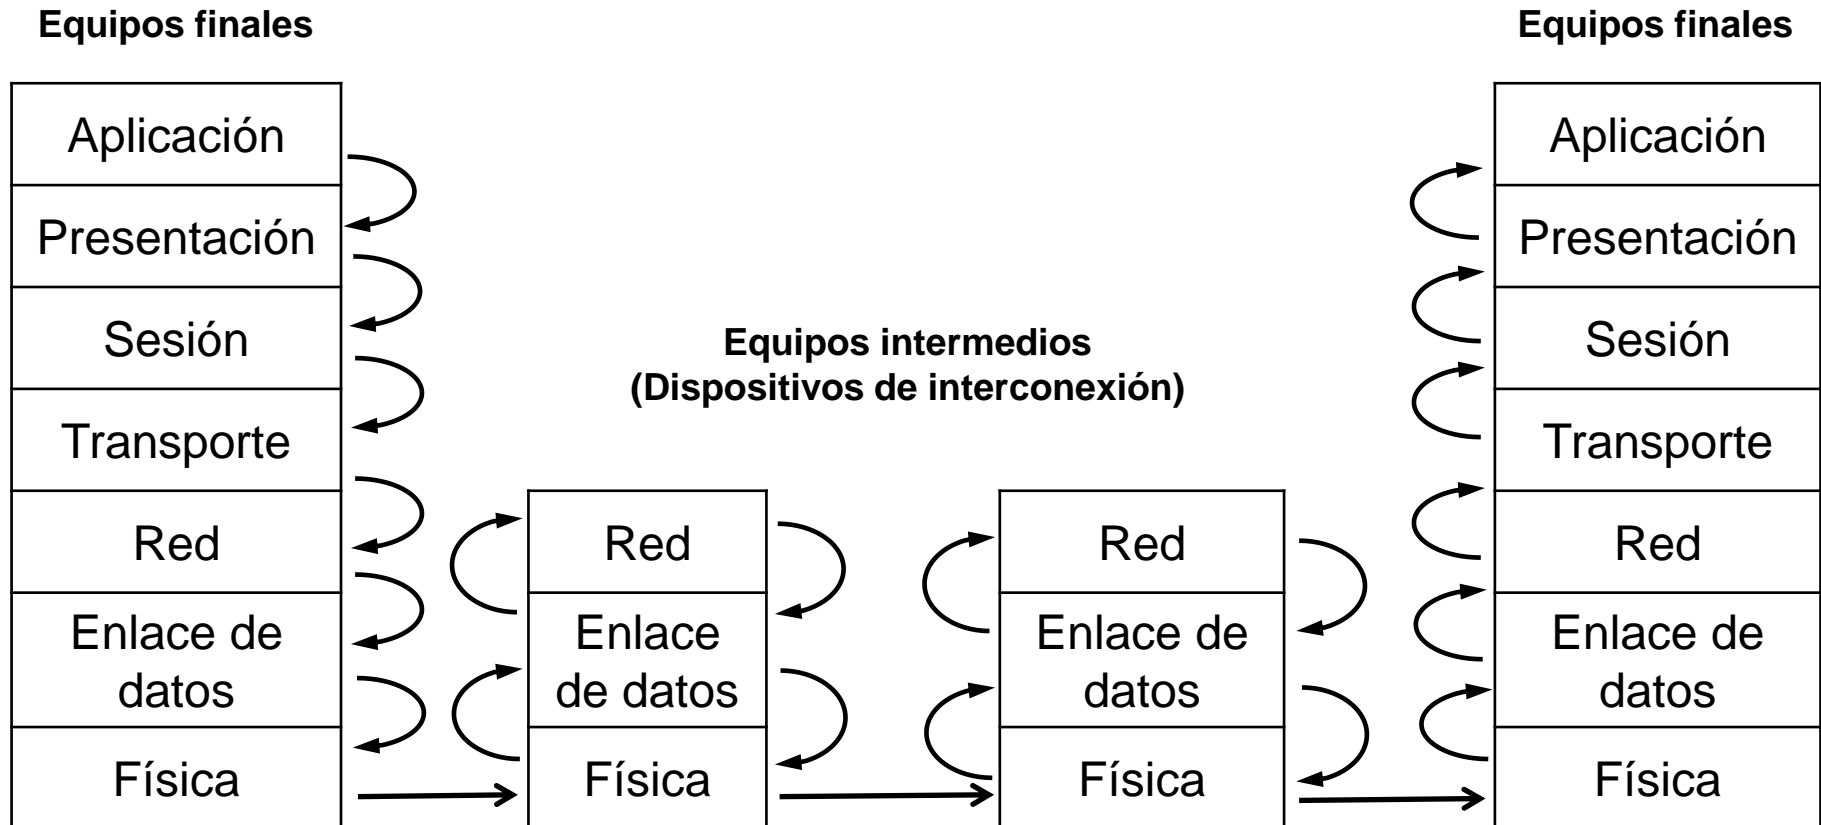 Equipos finales
Aplicación
Presentación
Sesión
Transporte
Red
Enlace de
datos
Física
Equipos intermedios
(Dispositivos de interconexión)
Red
Enlace
de datos
Física
Red
Enlace de
datos
Física
Equipos finales
Aplicación
Presentación
Sesión
Transporte
Red
Enlace de
datos
Física